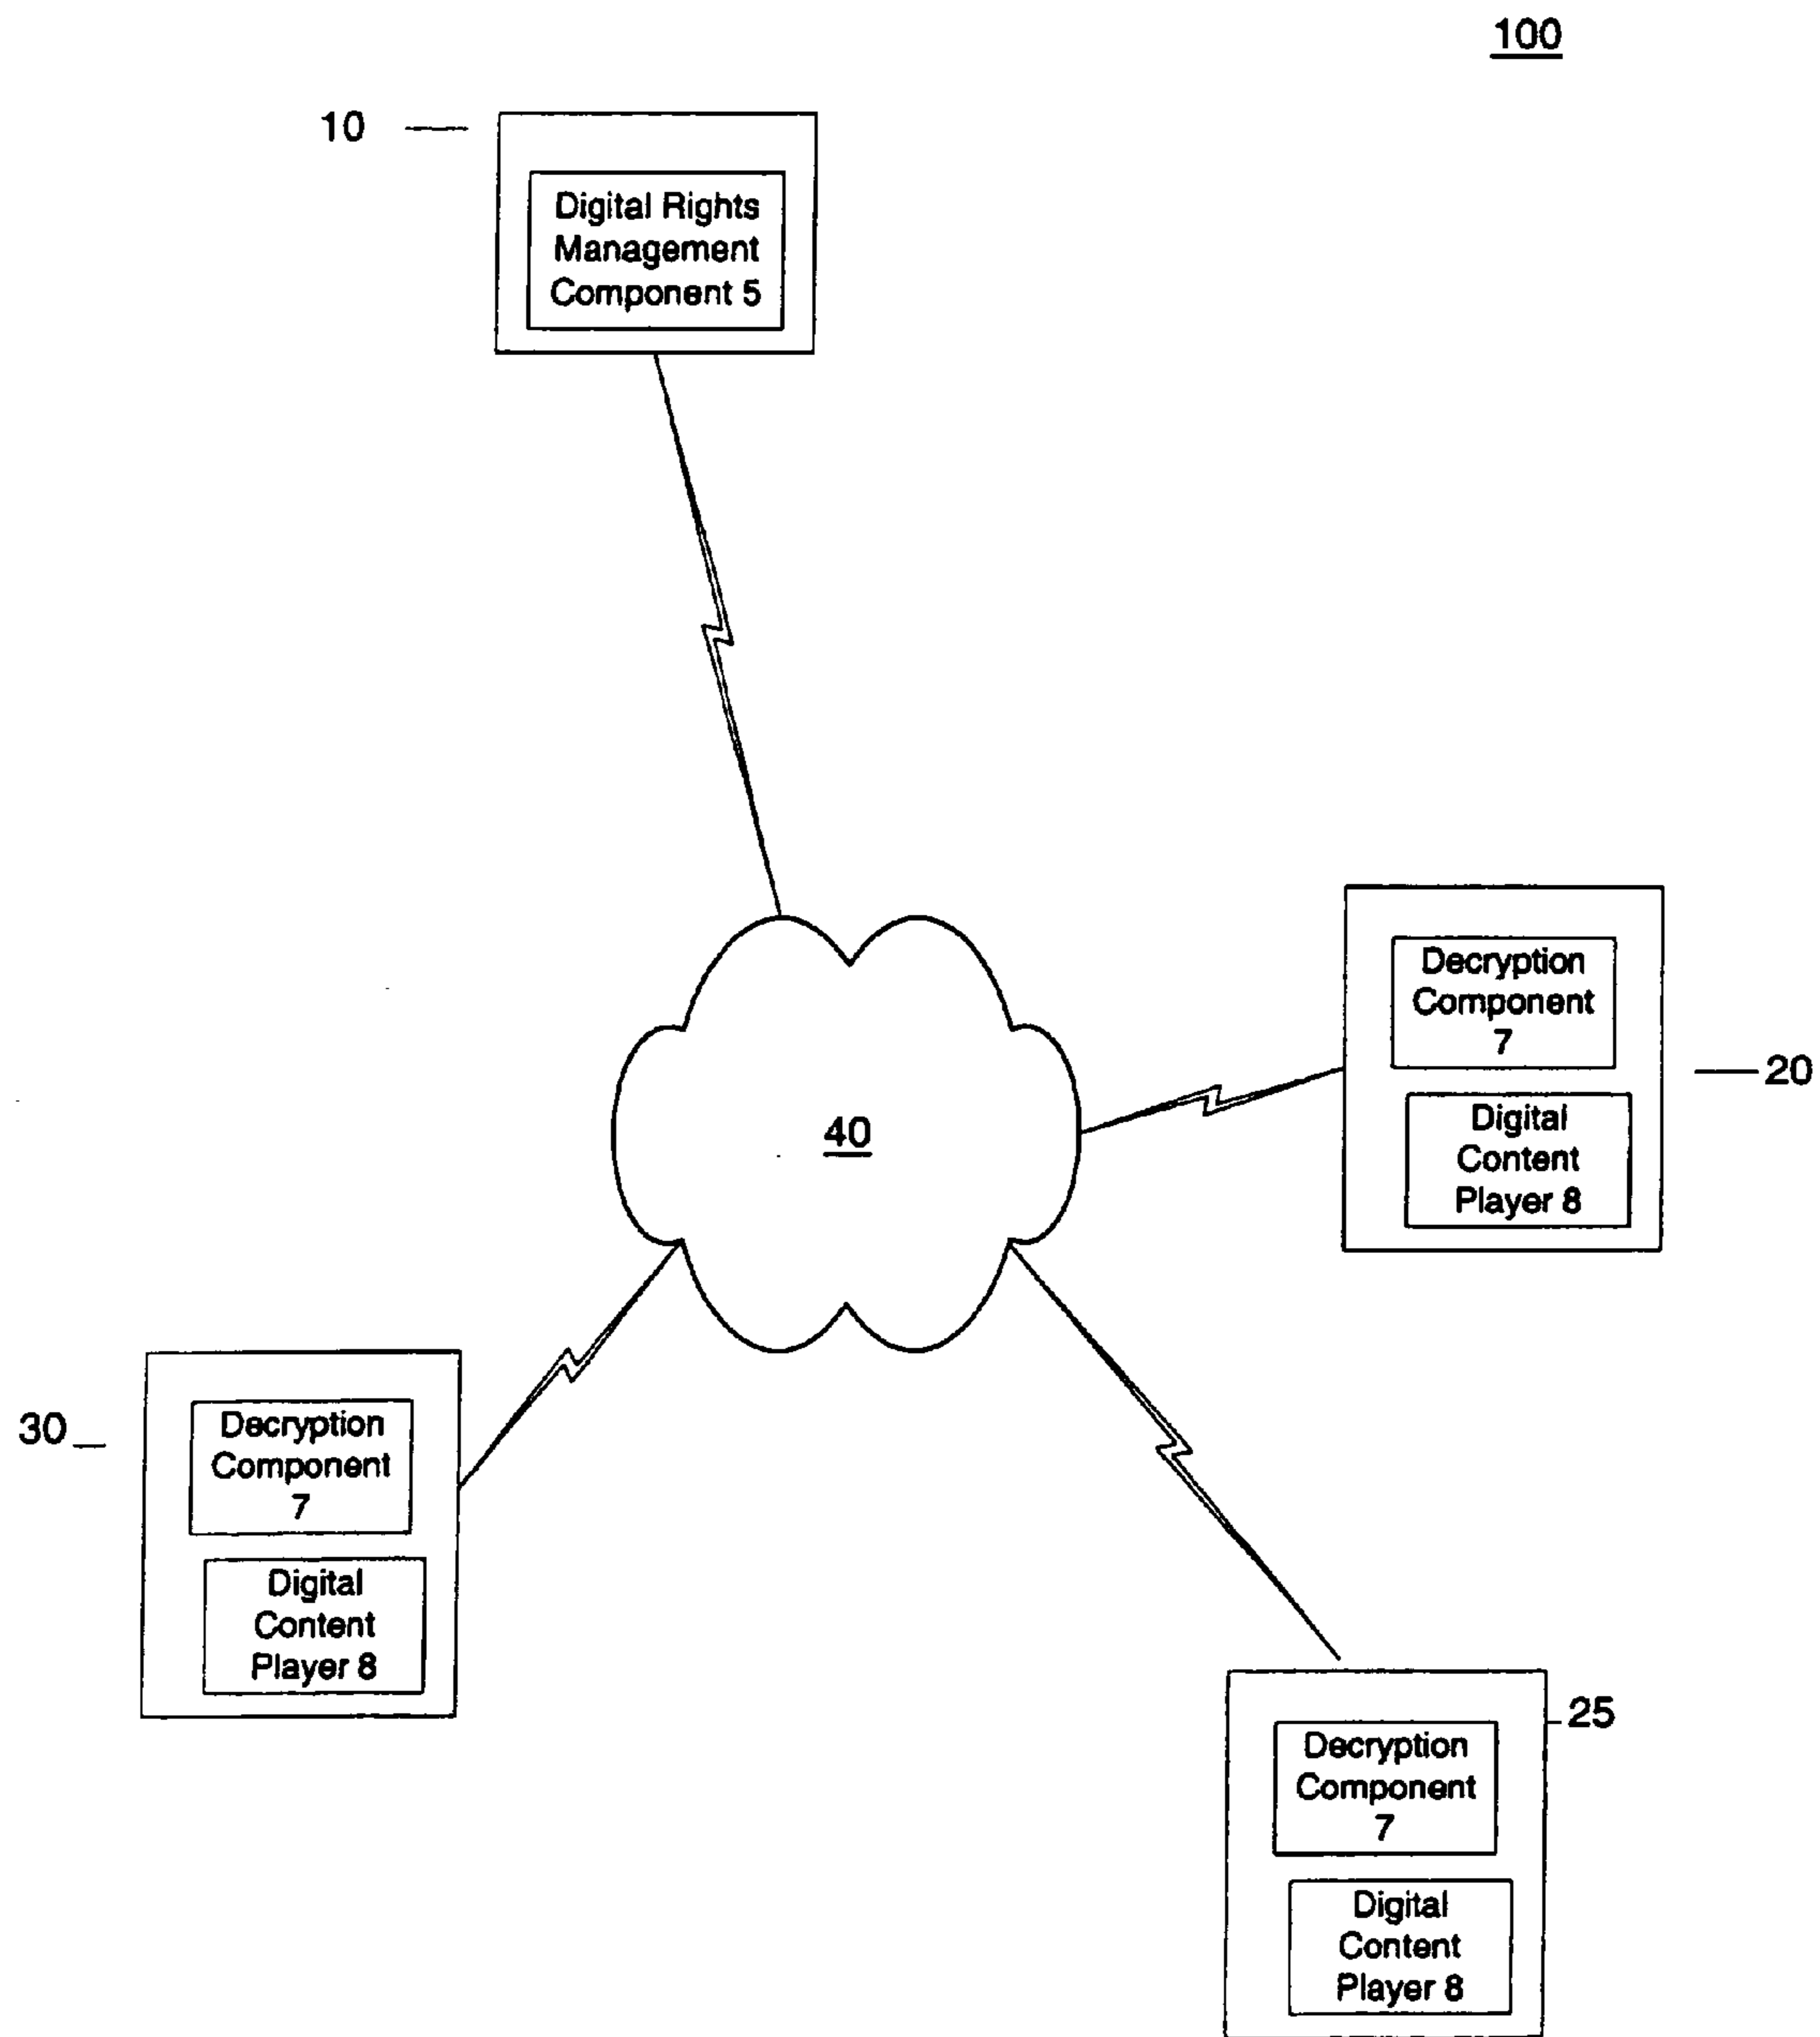 100
10
Digital Rights
Management
Component 5
Decryption
Component
7
20
Digital
Content
Player 8
40
30
Decryption
Component
7
Digital
Content
Player 8
25
Decryption
Component
7
Digital
Content
Player 8